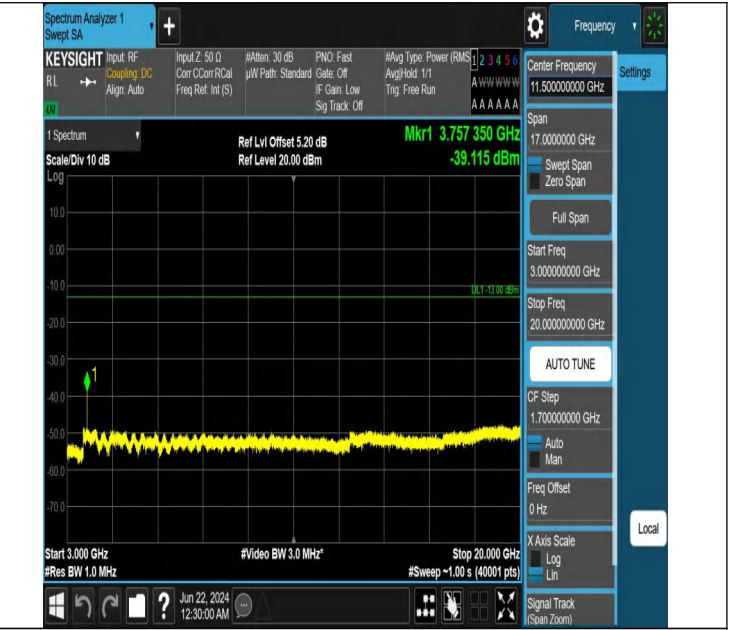 Spectrum Analyzer 1
Swept SA
+
Frequency
KEYSIGHT
RL
LXI
Input: RF
Coupling: DC
Align: Auto
Input Z: 50 Ω
Corr CCorr RCal
Freq Ref: Int (S)
#Atten: 30 dB
µW Path: Standard
PNO: Fast
Gate: Off
IF Gain: Low
Sig Track: Off
#Avg Type: Power (RMS
Avg|Hold: 1/1
Trig: Free Run
1 2 3 4 5 6
A W W W W W
A A A A A A
1 Spectrum
Scale/Div 10 dB
Log
Ref Lvl Offset 5.20 dB
Ref Level 20.00 dBm
Mkr1 3.757 350 GHz
-39.115 dBm
10.0
0.00
-10.0
DL1 -13.00 dBm
-20.0
-30.0
1
-40.0
-50.0
-60.0
-70.0
Start 3.000 GHz
#Res BW 1.0 MHz
#Video BW 3.0 MHz*
Stop 20.000 GHz
#Sweep ~1.00 s (40001 pts)
Jun 22, 2024
12:30:00 AM
Center Frequency
11.500000000 GHz
Settings
Span
17.0000000 GHz
Swept Span
Zero Span
Full Span
Start Freq
3.000000000 GHz
Stop Freq
20.000000000 GHz
AUTO TUNE
CF Step
1.700000000 GHz
Auto
Man
Freq Offset
0 Hz
X Axis Scale
Log
Lin
Local
Signal Track
(Span Zoom)